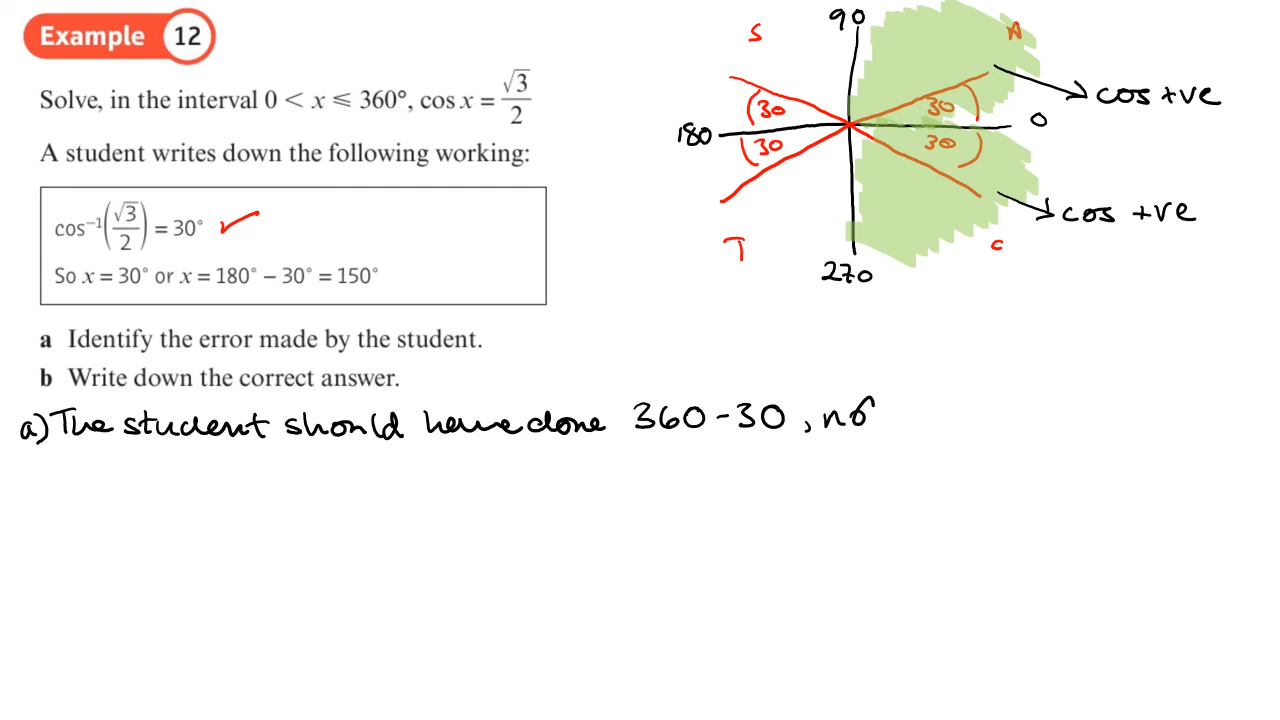 Example 12
Solve, in the interval 0 < x ⩽ 360°, cos x = √3/2
A student writes down the following working:
cos⁻¹(√3/2) = 30° ✓
So x = 30° or x = 180° − 30° = 150°
a Identify the error made by the student.
b Write down the correct answer.
90
S
A
30
30
cos +ve
180
0
30
30
cos +ve
T
C
270
a) The student should have done 360 - 30 , no